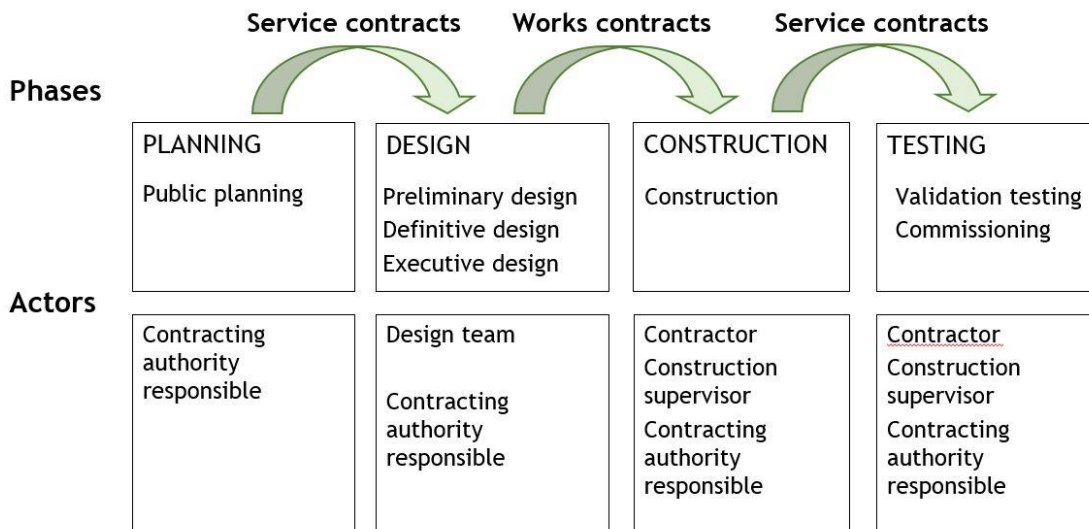 Service contracts
Works contracts
Service contracts
Phases
PLANNING
Public planning
DESIGN
Preliminary design
Definitive design
Executive design
CONSTRUCTION
Construction
TESTING
Validation testing
Commissioning
Actors
Contracting
authority
responsible
Design team
Contracting
authority
responsible
Contractor
Construction
supervisor
Contracting
authority
responsible
Contractor
Construction
supervisor
Contracting
authority
responsible